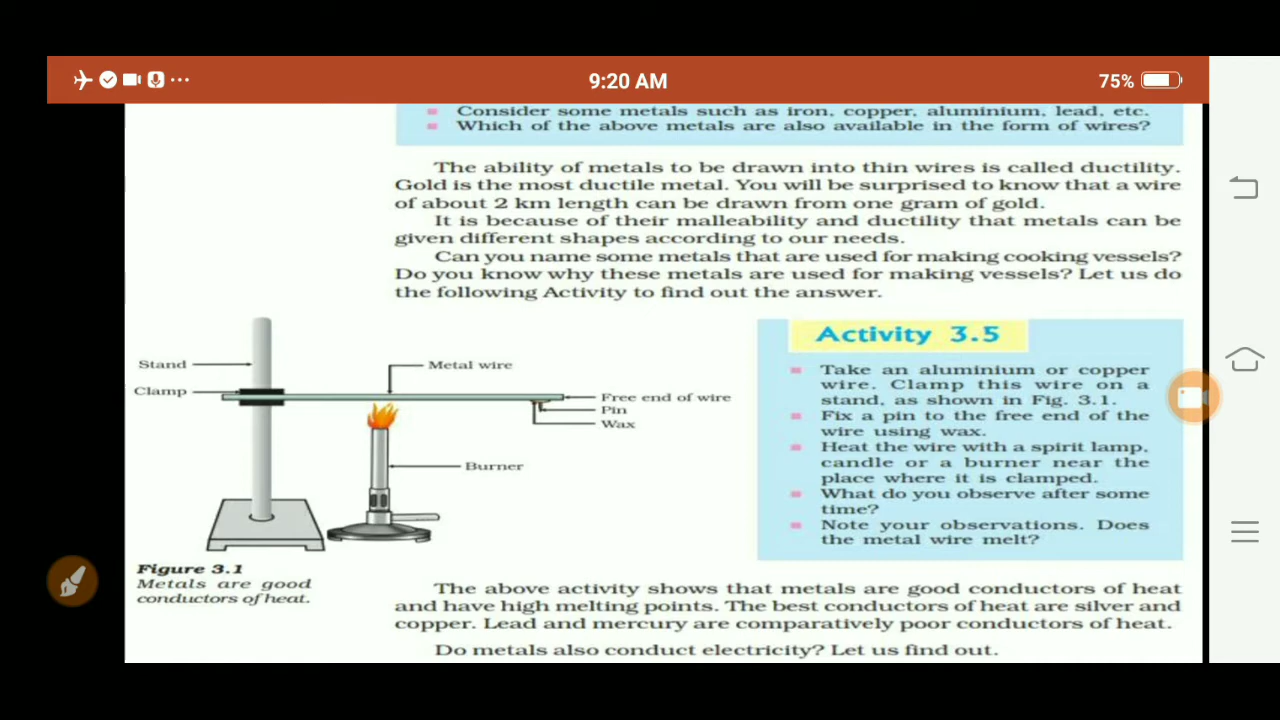 9:20 AM
75%
Consider some metals such as iron, copper, aluminium, lead, etc.
Which of the above metals are also available in the form of wires?
The ability of metals to be drawn into thin wires is called ductility.
Gold is the most ductile metal. You will be surprised to know that a wire
of about 2 km length can be drawn from one gram of gold.
It is because of their malleability and ductility that metals can be
given different shapes according to our needs.
Can you name some metals that are used for making cooking vessels?
Do you know why these metals are used for making vessels? Let us do
the following Activity to find out the answer.
Stand
Clamp
Metal wire
Free end of wire
Pin
Wax
Burner
Figure 3.1
Metals are good
conductors of heat.
Activity 3.5
Take an aluminium or copper
wire. Clamp this wire on a
stand, as shown in Fig. 3.1.
Fix a pin to the free end of the
wire using wax.
Heat the wire with a spirit lamp,
candle or a burner near the
place where it is clamped.
What do you observe after some
time?
Note your observations. Does
the metal wire melt?
The above activity shows that metals are good conductors of heat
and have high melting points. The best conductors of heat are silver and
copper. Lead and mercury are comparatively poor conductors of heat.
Do metals also conduct electricity? Let us find out.